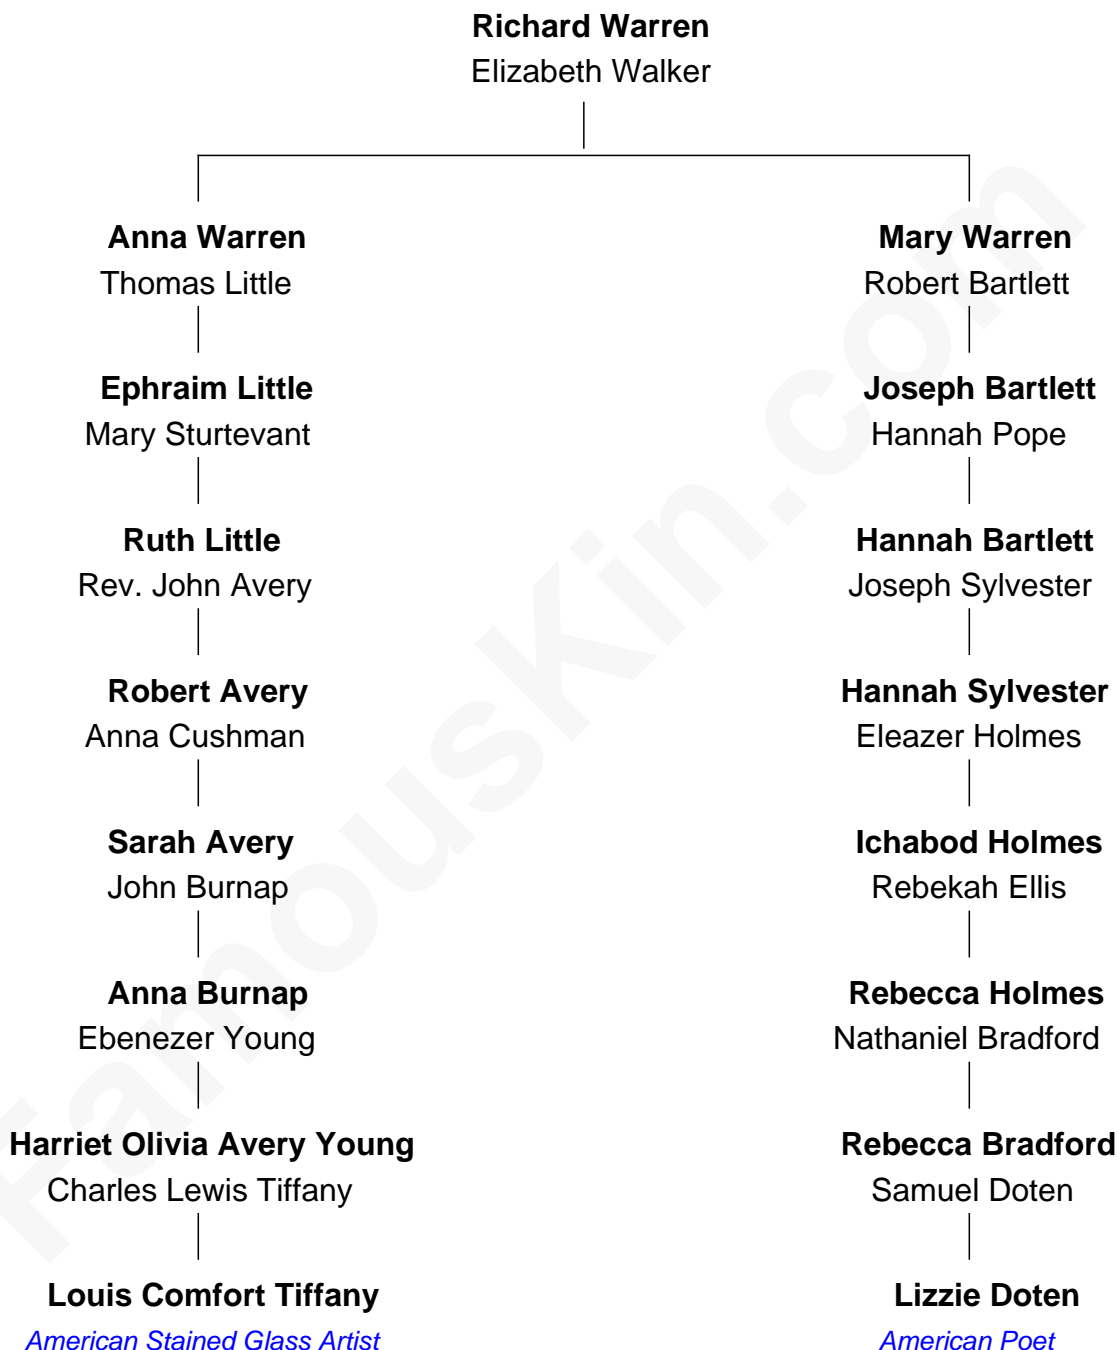 Richard Warren
Elizabeth Walker
Anna Warren
Thomas Little
Mary Warren
Robert Bartlett
Ephraim Little
Mary Sturtevant
Joseph Bartlett
Hannah Pope
Ruth Little
Rev. John Avery
Hannah Bartlett
Joseph Sylvester
Robert Avery
Anna Cushman
Hannah Sylvester
Eleazer Holmes
Sarah Avery
John Burnap
Ichabod Holmes
Rebekah Ellis
Anna Burnap
Ebenezer Young
Rebecca Holmes
Nathaniel Bradford
Harriet Olivia Avery Young
Charles Lewis Tiffany
Rebecca Bradford
Samuel Doten
Louis Comfort Tiffany
American Stained Glass Artist
Lizzie Doten
American Poet
FamousKin.com